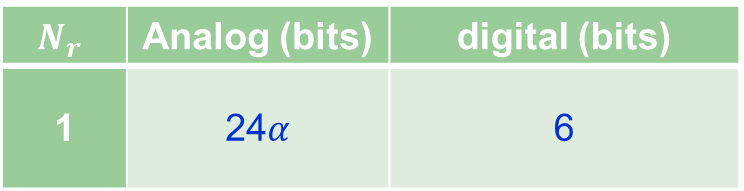 N_r Analog (bits) digital (bits)
1 24α 6